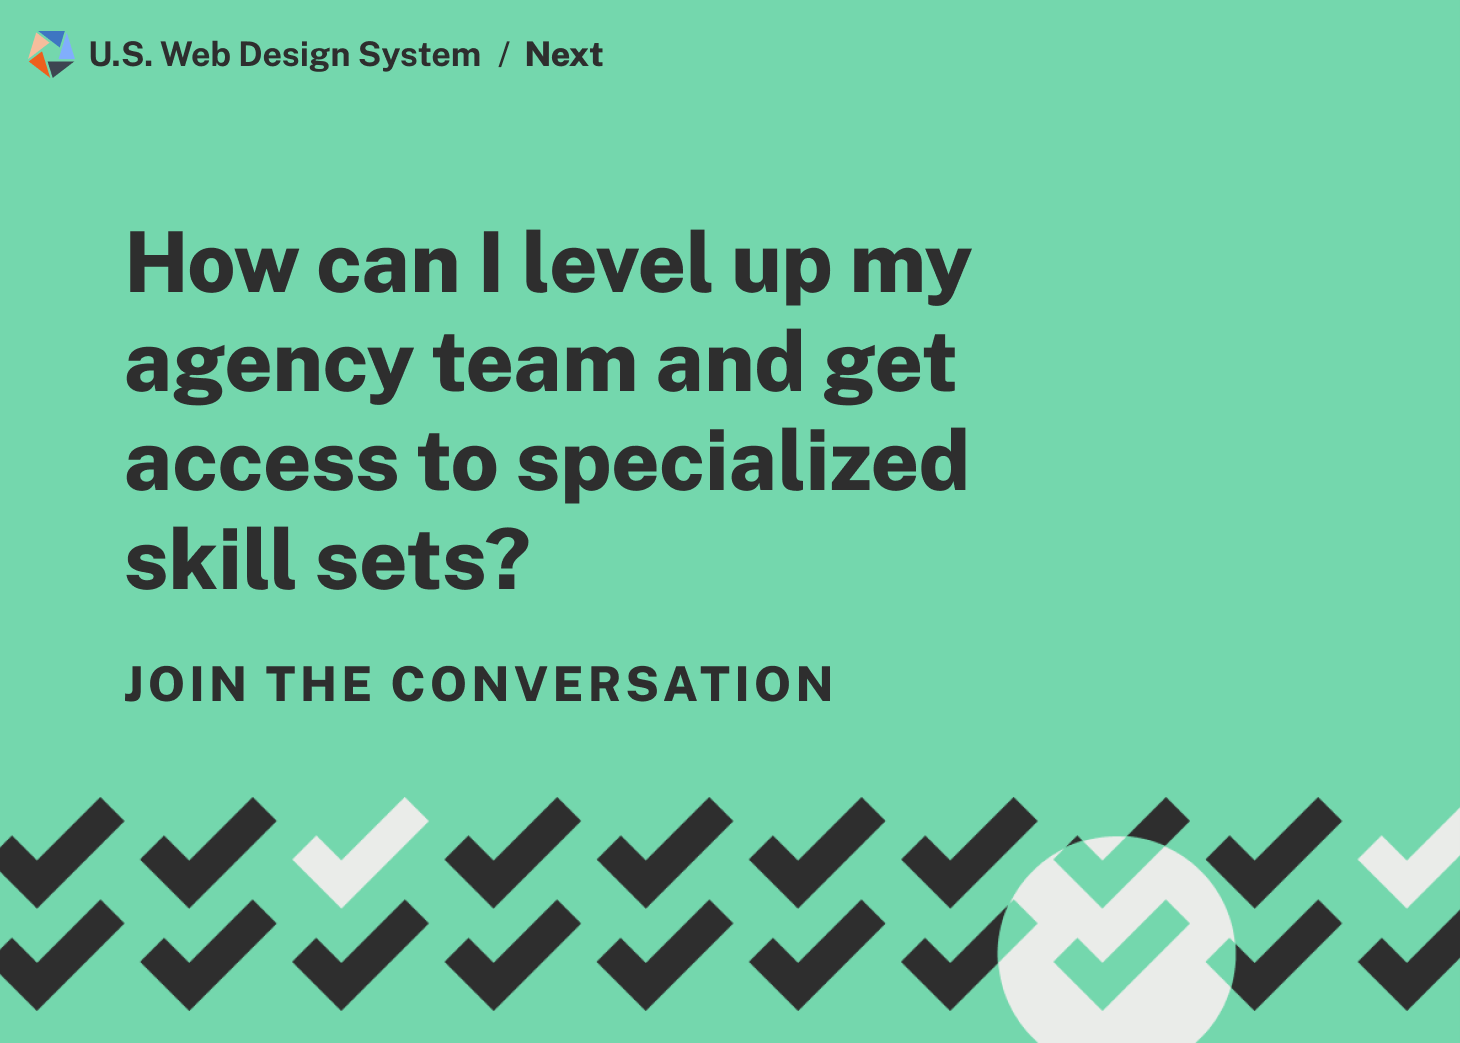 U.S. Web Design System / Next
How can I level up my
agency team and get
access to specialized
skill sets?
JOIN THE CONVERSATION